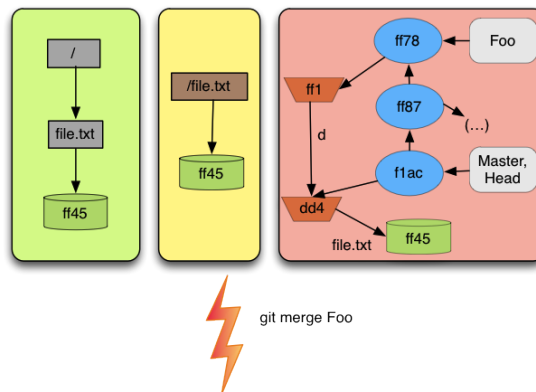 /
file.txt
ff45
/file.txt
ff45
ff78
Foo
ff1
ff87
d
(...)
f1ac
Master,
Head
dd4
file.txt
ff45
git merge Foo